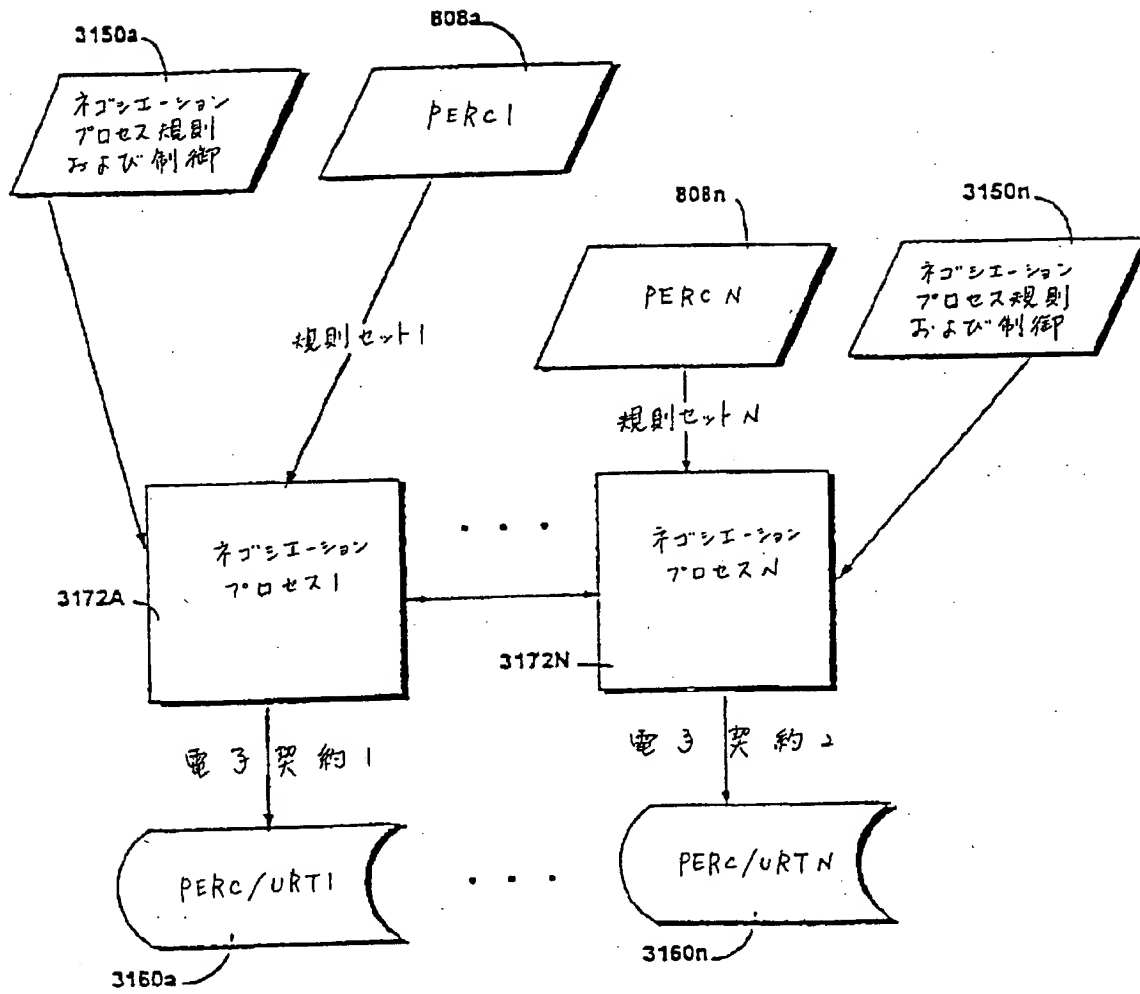 3150a
808a
ネゴシエーション
プロセス規則
および制御
PERC1
808n
3150n
PERC N
ネゴシエーション
プロセス規則
および制御
規則セット1
規則セットN
ネゴシエーション
プロセス1
ネゴシエーション
プロセスN
3172A
3172N
電子契約1
電子契約2
PERC/URT1
PERC/URTN
3160a
3160n